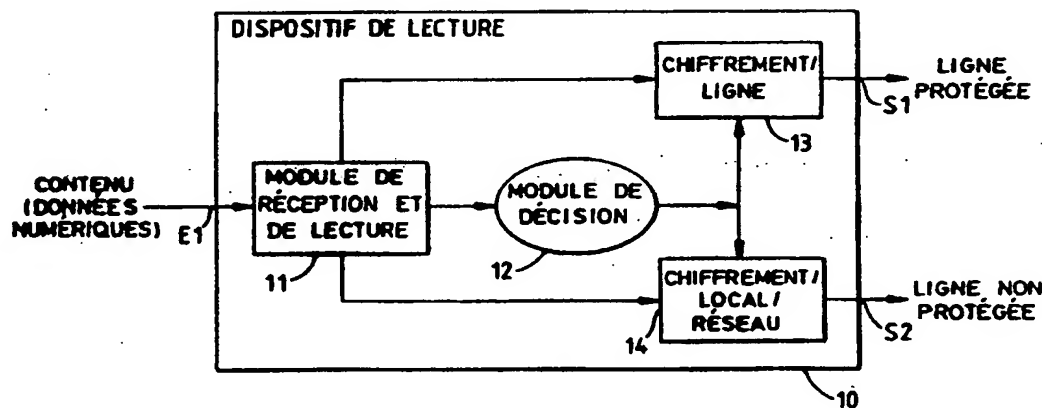 DISPOSITIF DE LECTURE
CHIFFREMENT/
LIGNE
13
S1
LIGNE
PROTÉGÉE
CONTENU
(DONNÉES
NUMÉRIQUES)
E1
MODULE DE
RÉCEPTION ET
DE LECTURE
11
MODULE DE
DÉCISION
12
CHIFFREMENT/
LOCAL/
RÉSEAU
14
S2
LIGNE NON
PROTÉGÉE
10